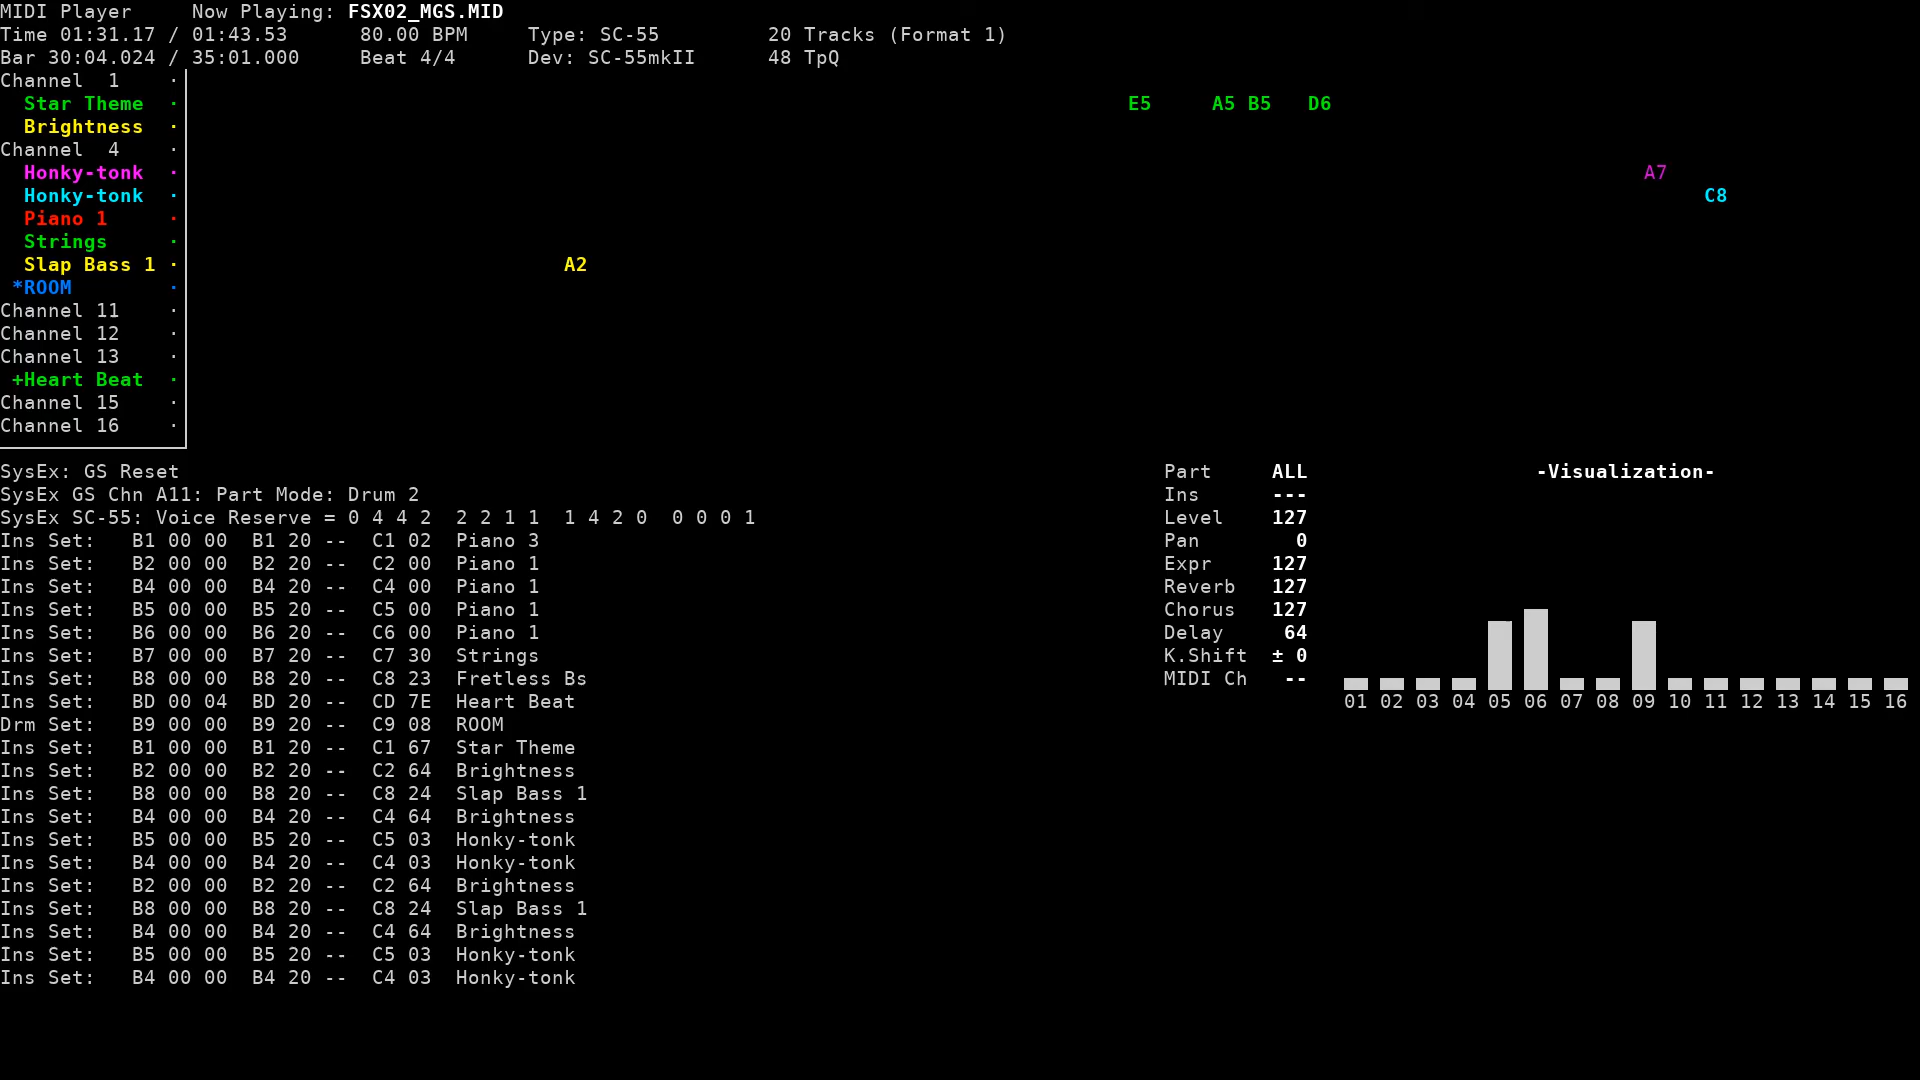 MIDI Player     Now Playing: FSX02_MGS.MID
Time 01:31.17 / 01:43.53     80.00 BPM     Type: SC-55         20 Tracks (Format 1)
Bar 30:04.024 / 35:01.000     Beat 4/4      Dev: SC-55mkII      48 TpQ
Channel  1    ·
Star Theme  ·  E5     A5 B5   D6
Brightness  ·
Channel  4    ·
Honky-tonk  ·  A7
Honky-tonk  ·  C8
Piano 1     ·
Strings     ·
Slap Bass 1 ·  A2
*ROOM        ·
Channel 11    ·
Channel 12    ·
Channel 13    ·
+Heart Beat  ·
Channel 15    ·
Channel 16    ·
SysEx: GS Reset
SysEx GS Chn A11: Part Mode: Drum 2
SysEx SC-55: Voice Reserve = 0 4 4 2  2 2 1 1  1 4 2 0  0 0 0 1
Ins Set:   B1 00 00  B1 20 --  C1 02  Piano 3
Ins Set:   B2 00 00  B2 20 --  C2 00  Piano 1
Ins Set:   B4 00 00  B4 20 --  C4 00  Piano 1
Ins Set:   B5 00 00  B5 20 --  C5 00  Piano 1
Ins Set:   B6 00 00  B6 20 --  C6 00  Piano 1
Ins Set:   B7 00 00  B7 20 --  C7 30  Strings
Ins Set:   B8 00 00  B8 20 --  C8 23  Fretless Bs
Ins Set:   BD 00 04  BD 20 --  CD 7E  Heart Beat
Drm Set:   B9 00 00  B9 20 --  C9 08  ROOM
Ins Set:   B1 00 00  B1 20 --  C1 67  Star Theme
Ins Set:   B2 00 00  B2 20 --  C2 64  Brightness
Ins Set:   B8 00 00  B8 20 --  C8 24  Slap Bass 1
Ins Set:   B4 00 00  B4 20 --  C4 64  Brightness
Ins Set:   B5 00 00  B5 20 --  C5 03  Honky-tonk
Ins Set:   B4 00 00  B4 20 --  C4 03  Honky-tonk
Ins Set:   B2 00 00  B2 20 --  C2 64  Brightness
Ins Set:   B8 00 00  B8 20 --  C8 24  Slap Bass 1
Ins Set:   B4 00 00  B4 20 --  C4 64  Brightness
Ins Set:   B5 00 00  B5 20 --  C5 03  Honky-tonk
Ins Set:   B4 00 00  B4 20 --  C4 03  Honky-tonk
Part     ALL
Ins      ---
Level    127
Pan        0
Expr     127
Reverb   127
Chorus   127
Delay     64
K.Shift  ± 0
MIDI Ch   --
-Visualization-
01 02 03 04 05 06 07 08 09 10 11 12 13 14 15 16